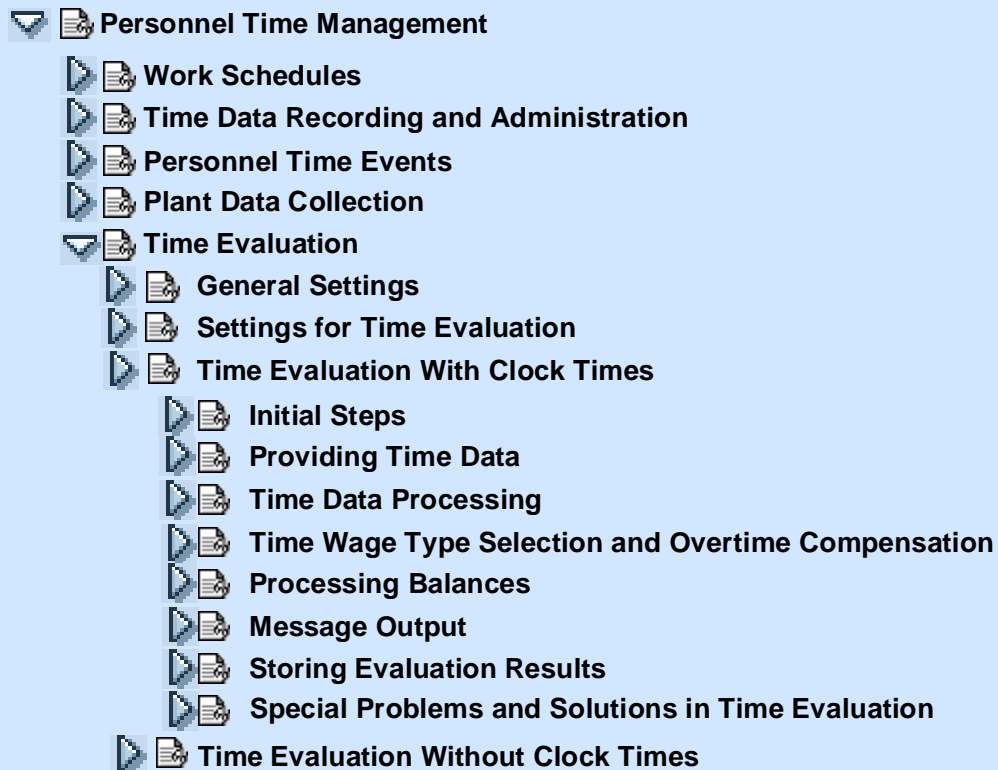 Personnel Time Management
Work Schedules
Time Data Recording and Administration
Personnel Time Events
Plant Data Collection
Time Evaluation
General Settings
Settings for Time Evaluation
Time Evaluation With Clock Times
Initial Steps
Providing Time Data
Time Data Processing
Time Wage Type Selection and Overtime Compensation
Processing Balances
Message Output
Storing Evaluation Results
Special Problems and Solutions in Time Evaluation
Time Evaluation Without Clock Times